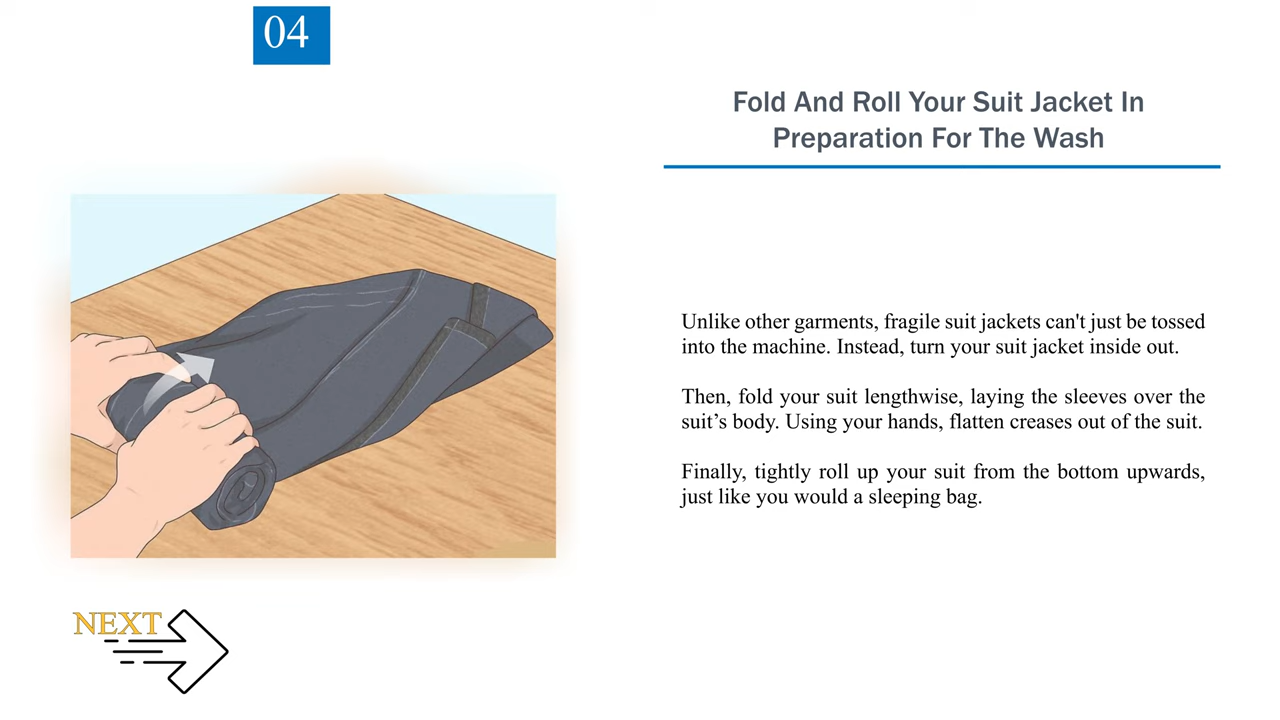 04
Fold And Roll Your Suit Jacket In
Preparation For The Wash
Unlike other garments, fragile suit jackets can't just be tossed
into the machine. Instead, turn your suit jacket inside out.
Then, fold your suit lengthwise, laying the sleeves over the
suit’s body. Using your hands, flatten creases out of the suit.
Finally, tightly roll up your suit from the bottom upwards,
just like you would a sleeping bag.
NEXT